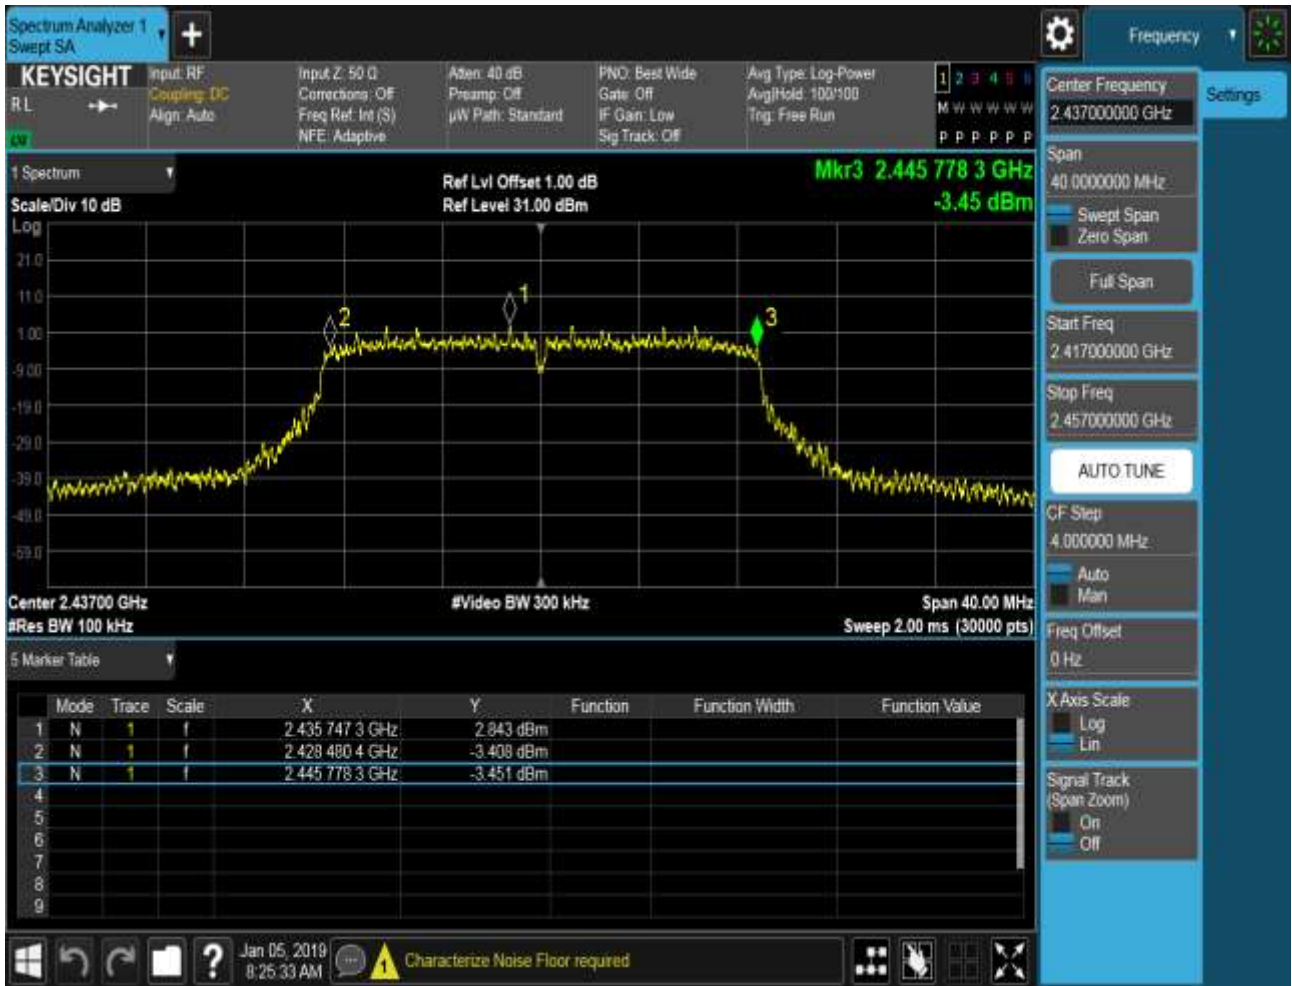 Spectrum Analyzer 1
Swept SA
+
Frequency
KEYSIGHT
RL
LXI
Input: RF
Coupling: DC
Align: Auto
Input Z: 50 Ω
Corrections: Off
Freq Ref: Int (S)
NFE: Adaptive
Atten: 40 dB
Preamp: Off
µW Path: Standard
PNO: Best Wide
Gate: Off
IF Gain: Low
Sig Track: Off
Avg Type: Log-Power
Avg|Hold: 100/100
Trig: Free Run
1 2 3 4 5 6
M W W W W W
P P P P P P
Settings
Center Frequency
2.437000000 GHz
Span
40.0000000 MHz
Swept Span
Zero Span
Full Span
Start Freq
2.417000000 GHz
Stop Freq
2.457000000 GHz
AUTO TUNE
CF Step
4.000000 MHz
Auto
Man
Freq Offset
0 Hz
X Axis Scale
Log
Lin
Signal Track
(Span Zoom)
On
Off
1 Spectrum
Scale/Div 10 dB
Ref Lvl Offset 1.00 dB
Ref Level 31.00 dBm
Mkr3 2.445 778 3 GHz
-3.45 dBm
Log
21.0
11.0
1.00
-9.00
-19.0
-29.0
-39.0
-49.0
-59.0
1
2
3
Center 2.43700 GHz
#Video BW 300 kHz
Span 40.00 MHz
#Res BW 100 kHz
Sweep 2.00 ms (30000 pts)
5 Marker Table
Mode Trace Scale X Y Function Function Width Function Value
1 N 1 f 2.435 747 3 GHz 2.843 dBm
2 N 1 f 2.428 480 4 GHz -3.408 dBm
3 N 1 f 2.445 778 3 GHz -3.451 dBm
4
5
6
7
8
9
?
Jan 05, 2019
8:25:33 AM
1
Characterize Noise Floor required